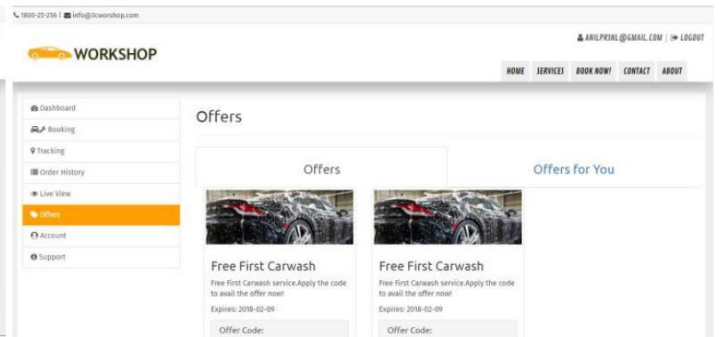 1800-25-256 | info@3cworshop.com
ANILPRSNL@GMAIL.COM | LOGOUT
WORKSHOP
HOME SERVICES BOOK NOW! CONTACT ABOUT
Dashboard
Booking
Tracking
Order History
Live View
Offers
Account
Support
Offers
Offers
Offers for You
Free First Carwash
Free First Carwash service.Apply the code
to avail the offer now!
Expires: 2018-02-09
Offer Code:
Free First Carwash
Free First Carwash service.Apply the code
to avail the offer now!
Expires: 2018-02-09
Offer Code: